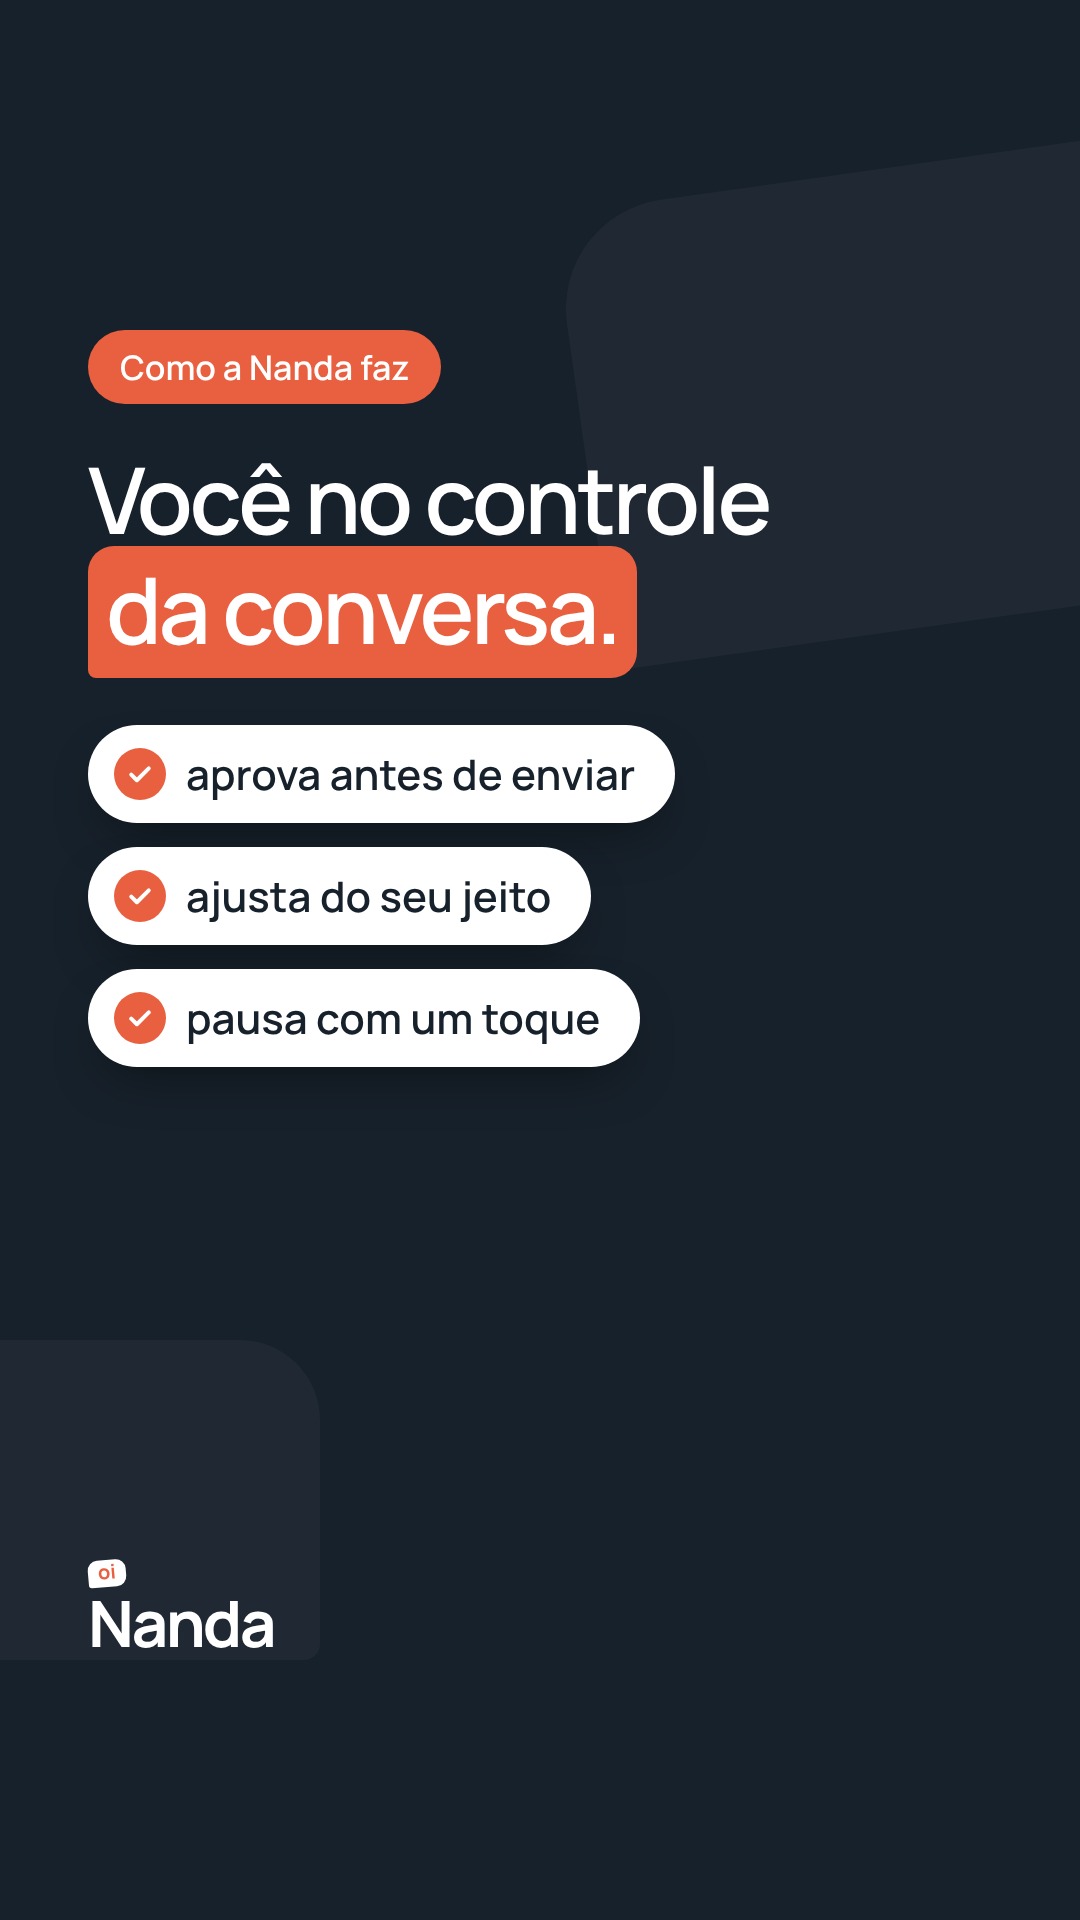 Como a Nanda faz
Você no controle
da conversa.
aprova antes de enviar
ajusta do seu jeito
pausa com um toque
oi
Nanda